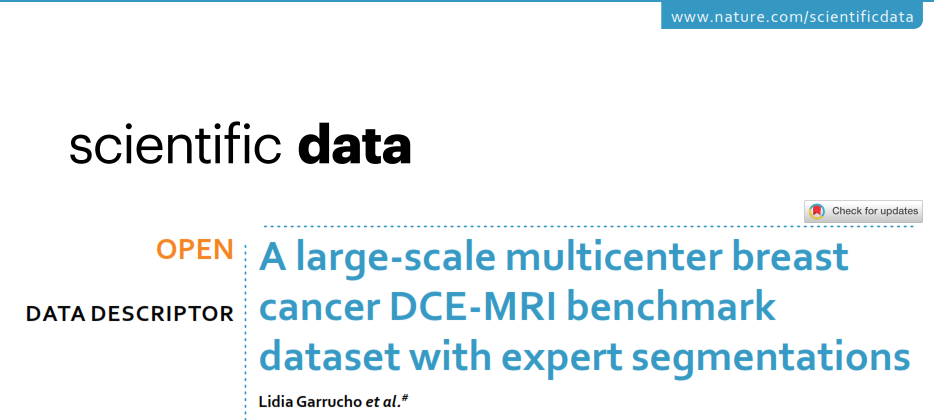 www.nature.com/scientificdata
scientific data
Check for updates
OPEN
DATA DESCRIPTOR
A large-scale multicenter breast
cancer DCE-MRI benchmark
dataset with expert segmentations
Lidia Garrucho et al.#